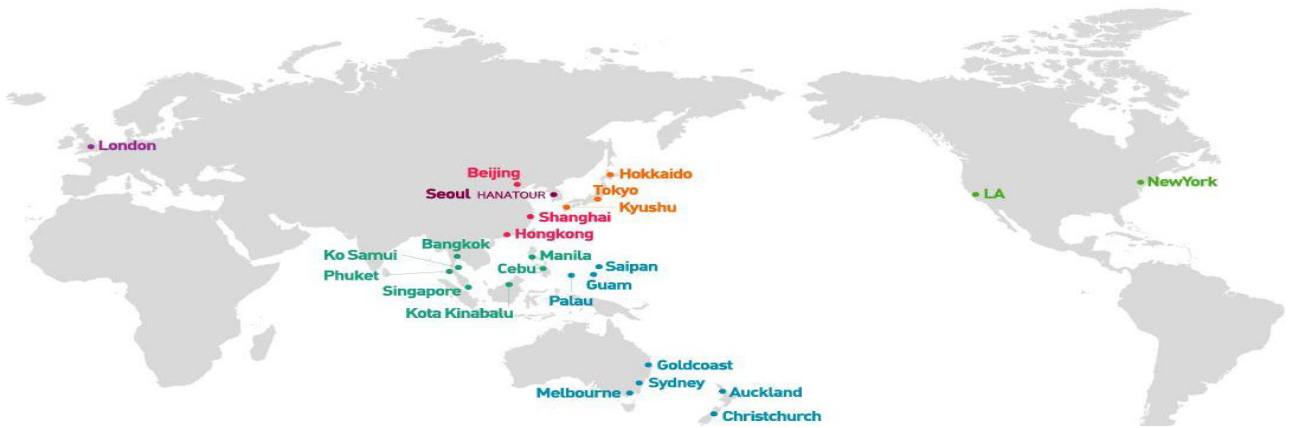 London
Beijing
Hokkaido
Seoul HANATOUR
Tokyo
Kyushu
LA
NewYork
Shanghai
Hongkong
Bangkok
Ko Samui
Manila
Phuket
Cebu
Saipan
Guam
Singapore
Palau
Kota Kinabalu
Goldcoast
Sydney
Melbourne
Auckland
Christchurch